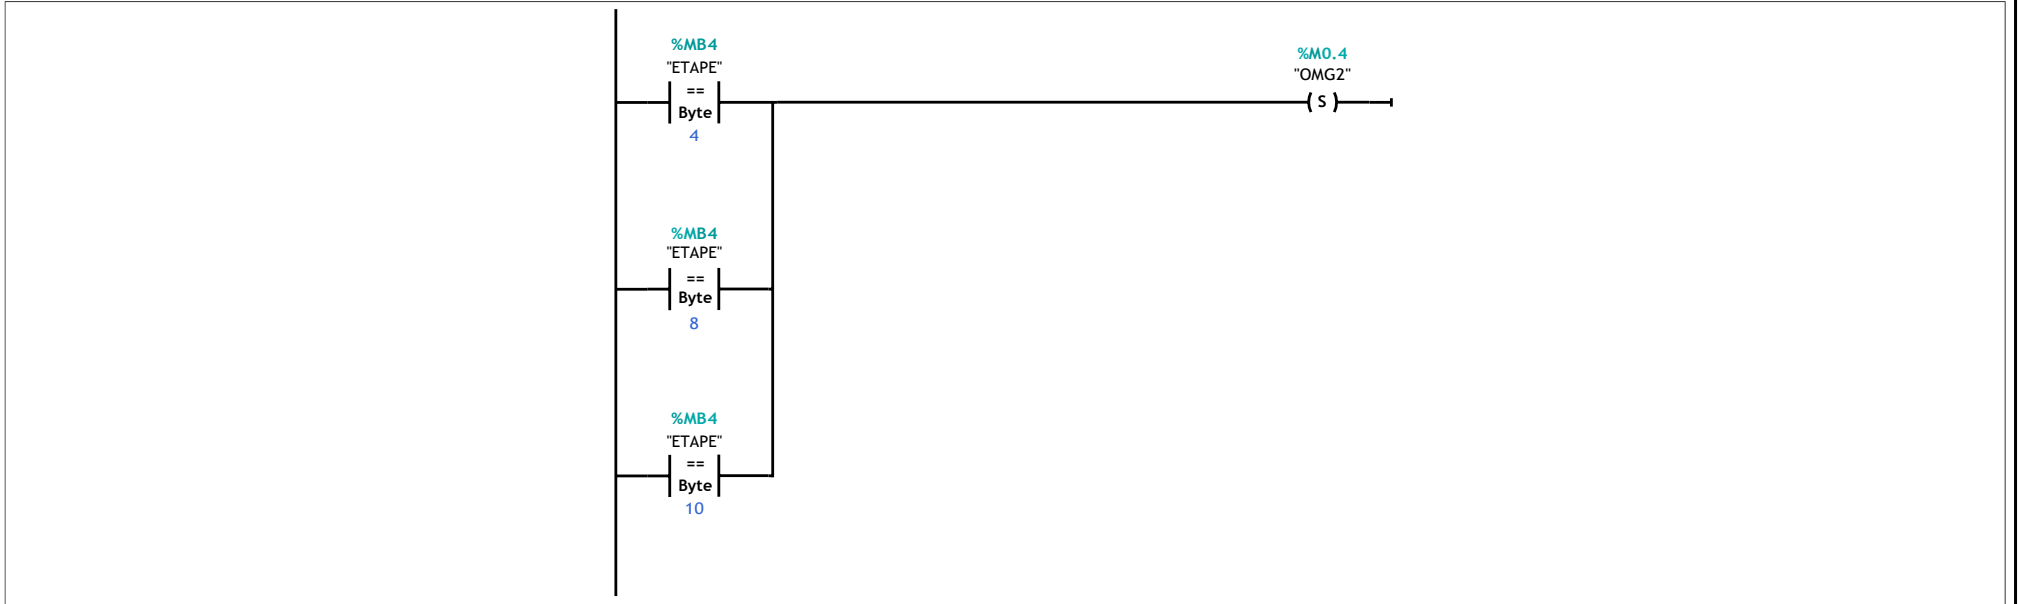 %MB4
"ETAPE"
==
Byte
4
%M0.4
"OMG2"
( S )
%MB4
"ETAPE"
==
Byte
8
%MB4
"ETAPE"
==
Byte
10